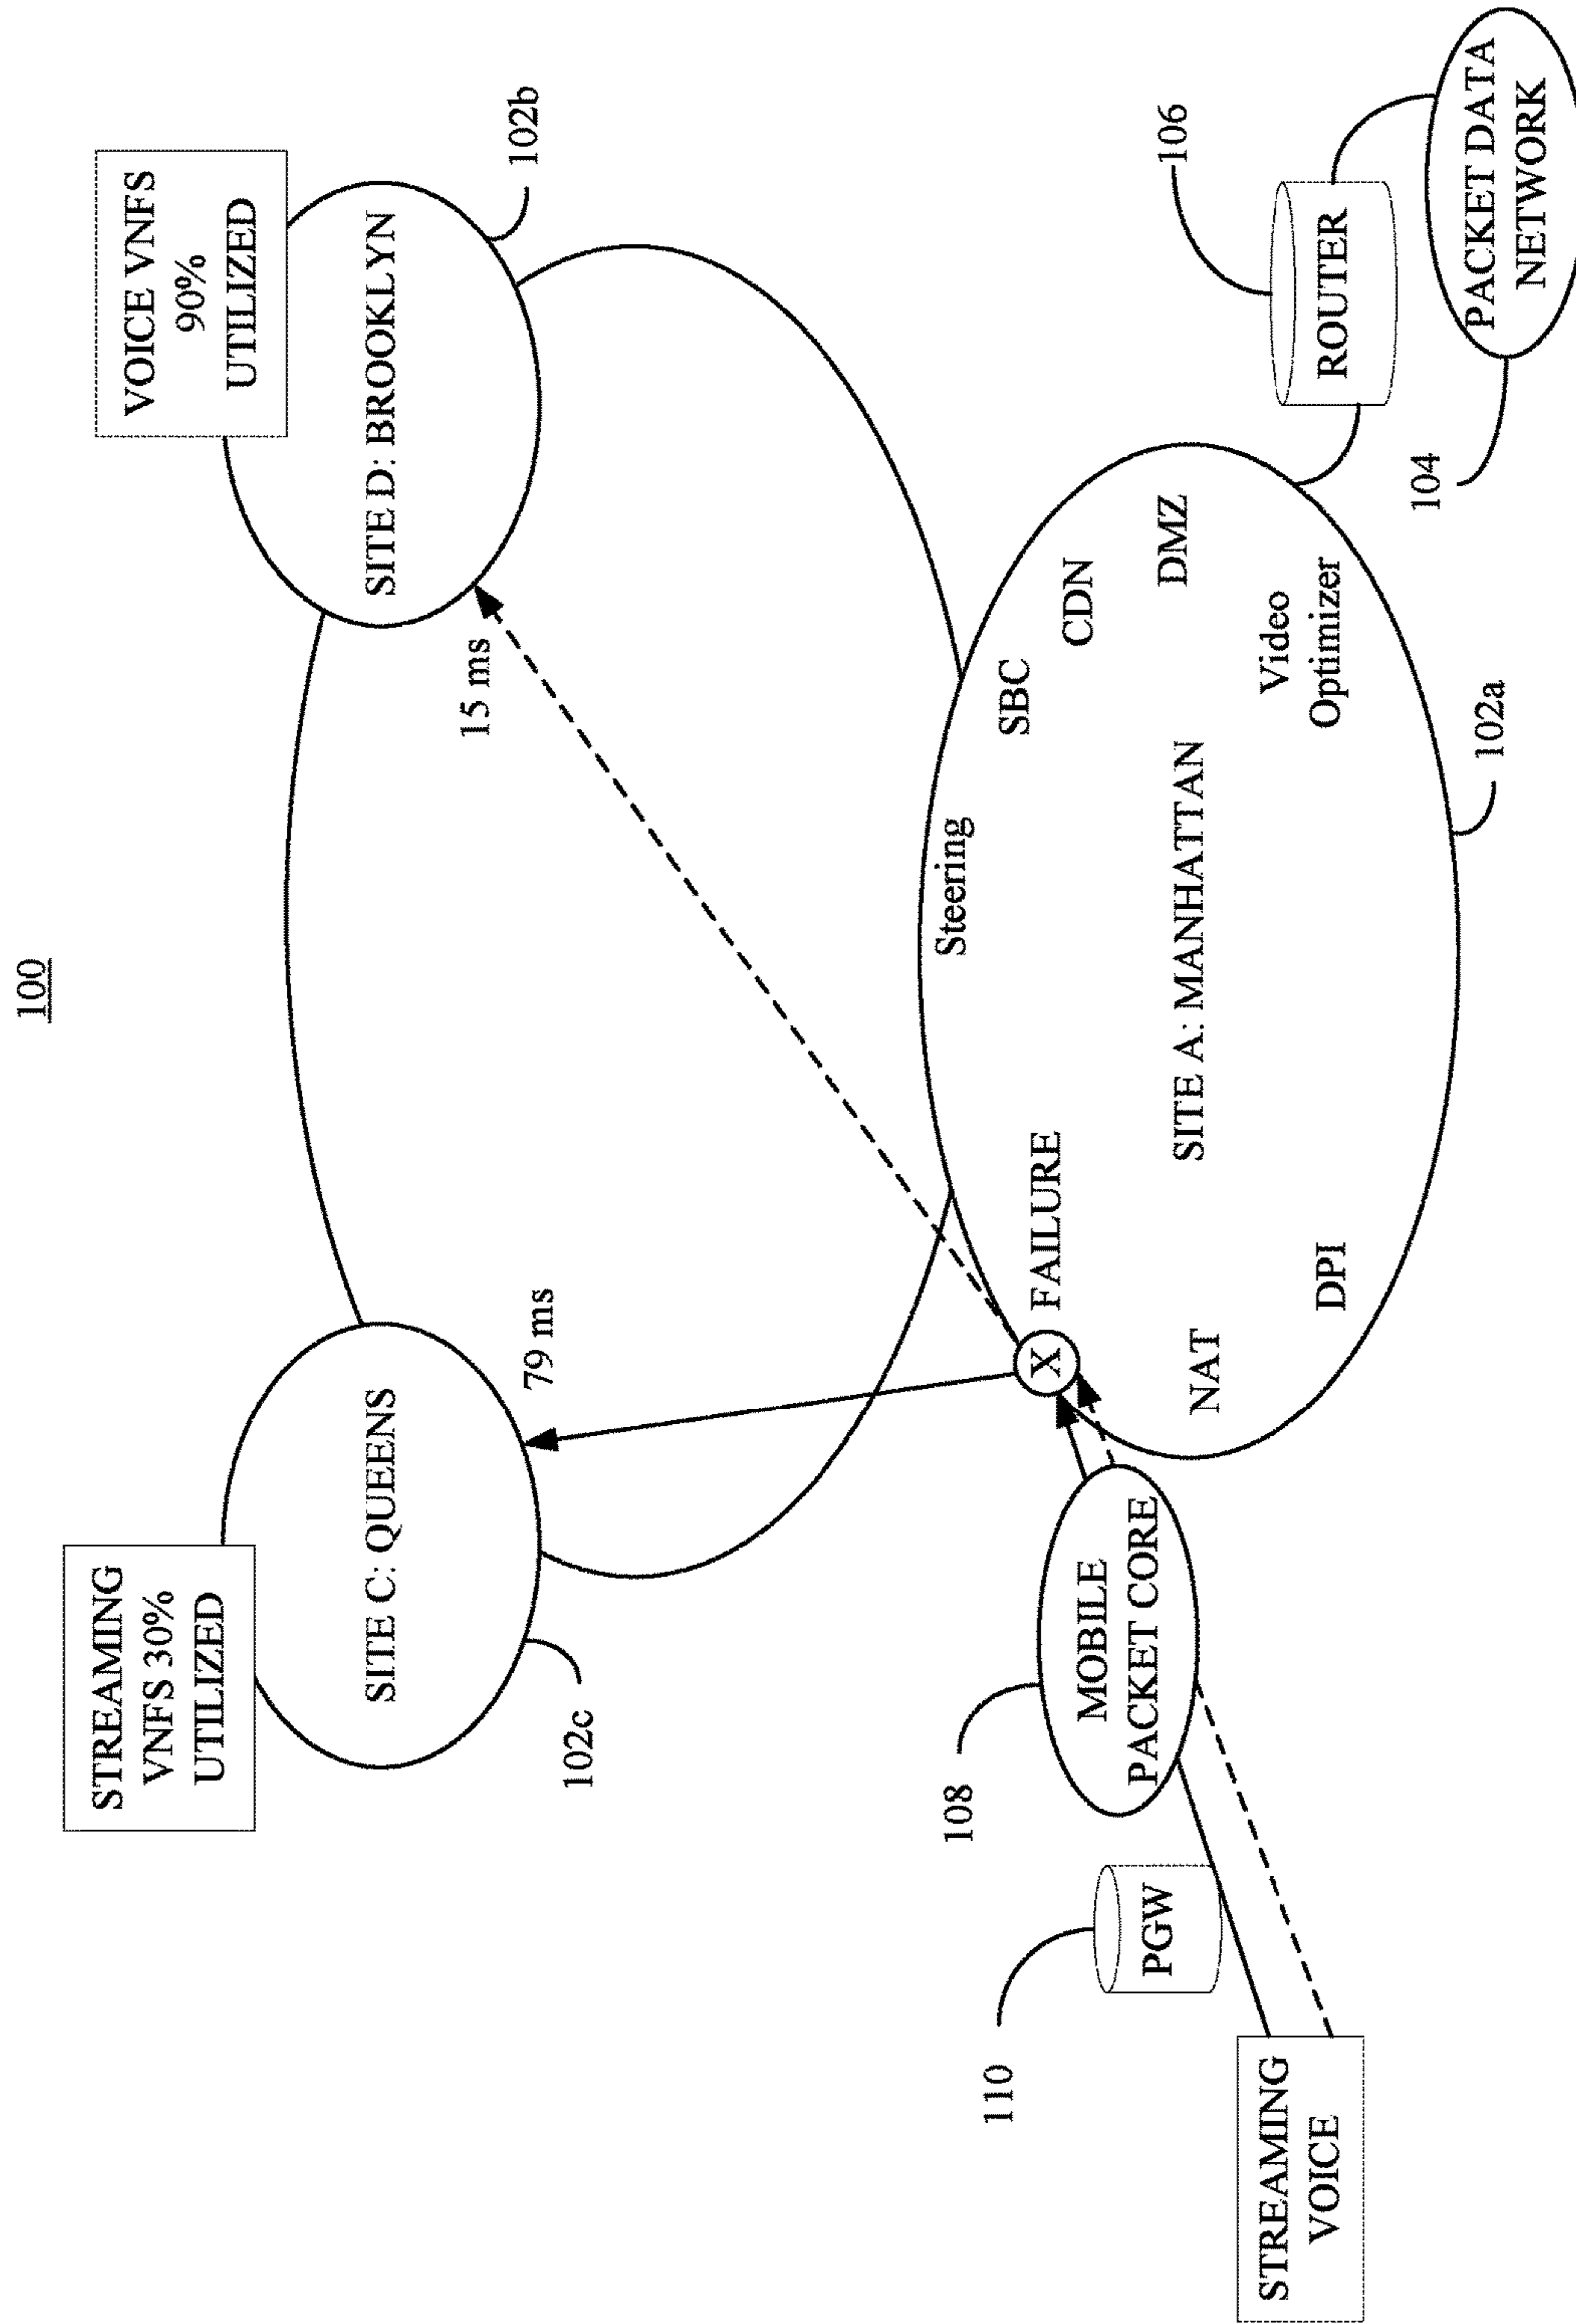 100
STREAMING
VNFS 30%
UTILIZED
VOICE VNFS
90%
UTILIZED
SITE C: QUEENS
SITE D: BROOKLYN
102c
102b
79 ms
15 ms
Steering
SBC
FAILURE
X
CDN
108
110
MOBILE
PACKET CORE
PGW
NAT
SITE A: MANHATTAN
DMZ
106
DPI
Video
Optimizer
ROUTER
STREAMING
VOICE
104
102a
PACKET DATA
NETWORK